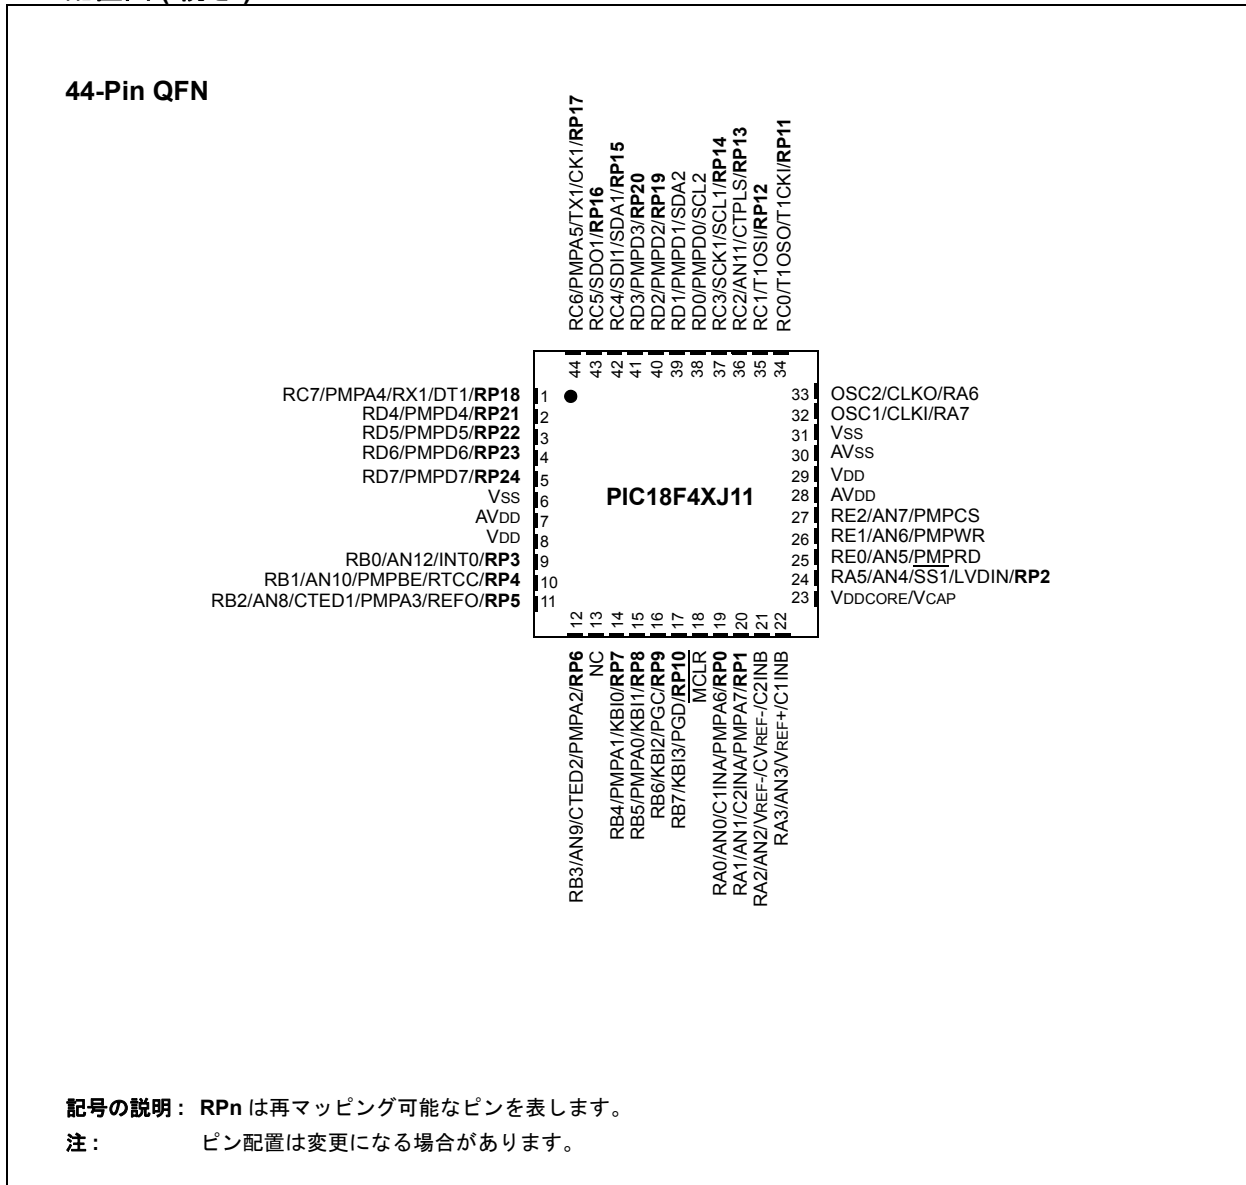 44-Pin QFN
RC6/PMPA5/TX1/CK1/RP17
RC5/SDO1/RP16
RC4/SDI1/SDA1/RP15
RD3/PMPD3/RP20
RD2/PMPD2/RP19
RD1/PMPD1/SDA2
RD0/PMPD0/SCL2
RC3/SCK1/SCL1/RP14
RC2/AN11/CTPLS/RP13
RC1/T1OSI/RP12
RC0/T1OSO/T1CKI/RP11
44 43 42 41 40 39 38 37 36 35 34
RC7/PMPA4/RX1/DT1/RP18 1
RD4/PMPD4/RP21 2
RD5/PMPD5/RP22 3
RD6/PMPD6/RP23 4
RD7/PMPD7/RP24 5
VSS 6
AVDD 7
VDD 8
RB0/AN12/INT0/RP3 9
RB1/AN10/PMPBE/RTCC/RP4 10
RB2/AN8/CTED1/PMPA3/REFO/RP5 11
PIC18F4XJ11
33 OSC2/CLKO/RA6
32 OSC1/CLKI/RA7
31 VSS
30 AVSS
29 VDD
28 AVDD
27 RE2/AN7/PMPCS
26 RE1/AN6/PMPWR
25 RE0/AN5/PMPRD
24 RA5/AN4/SS1/LVDIN/RP2
23 VDDCORE/VCAP
12 13 14 15 16 17 18 19 20 21 22
RB3/AN9/CTED2/PMPA2/RP6
NC
RB4/PMPA1/KBI0/RP7
RB5/PMPA0/KBI1/RP8
RB6/KBI2/PGC/RP9
RB7/KBI3/PGD/RP10
MCLR
RA0/AN0/C1INA/PMPA6/RP0
RA1/AN1/C2INA/PMPA7/RP1
RA2/AN2/VREF-/CVREF-/C2INB
RA3/AN3/VREF+/C1INB
記号の説明 : RPn は再マッピング可能なピンを表します。
注 : ピン配置は変更になる場合があります。